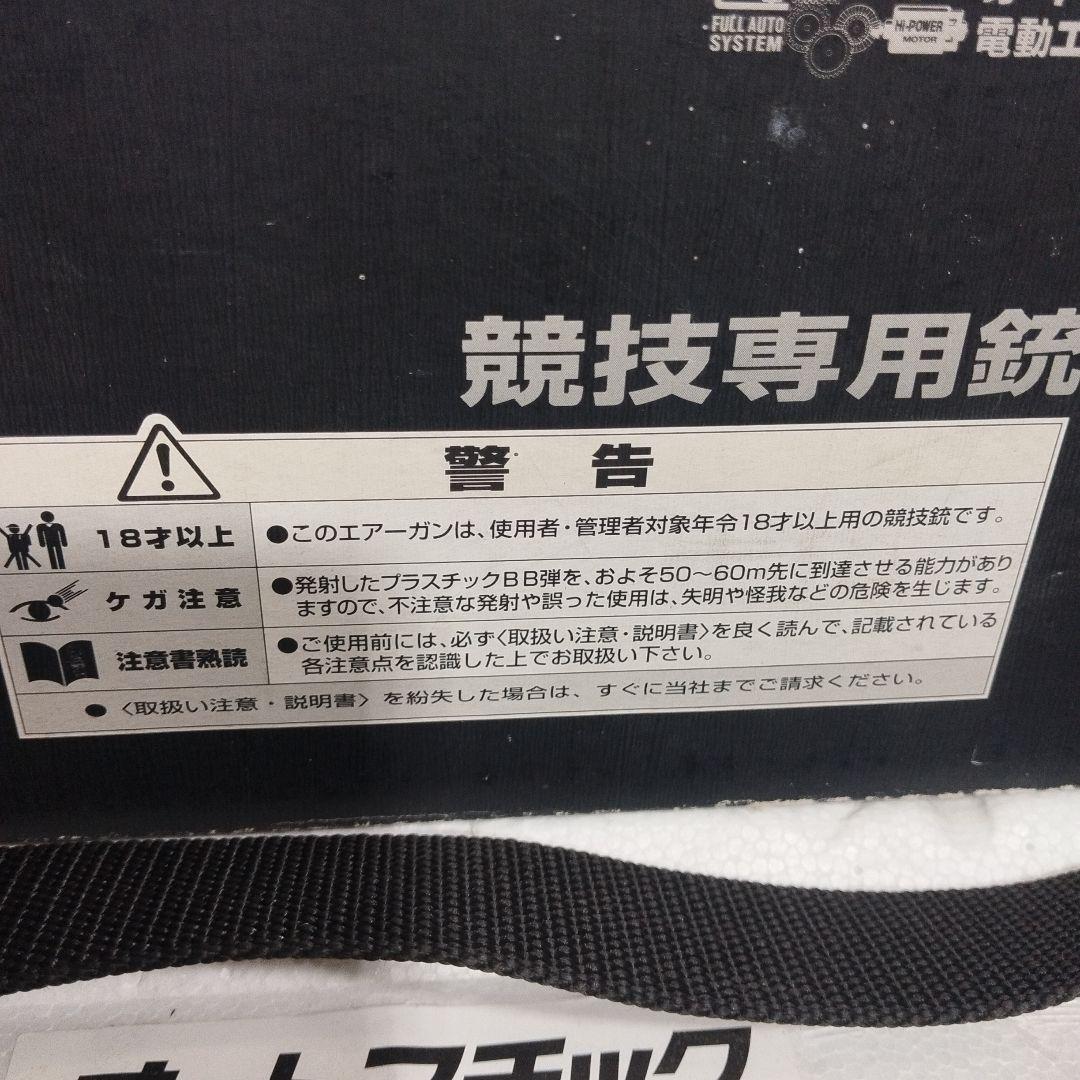 FULL AUTO
SYSTEM
Hi-POWER
MOTOR
電動エ
競技専用銃
警告
18才以上
●このエアーガンは、使用者・管理者対象年令18才以上用の競技銃です。
ケガ注意
●発射したプラスチックBB弾を、およそ50〜60m先に到達させる能力があり
ますので、不注意な発射や誤った使用は、失明や怪我などの危険を生じます。
注意書熟読
●ご使用前には、必ず〈取扱い注意・説明書〉を良く読んで、記載されている
各注意点を認識した上でお取扱い下さい。
●〈取扱い注意・説明書〉を紛失した場合は、すぐに当社までご請求ください。
オートマチック